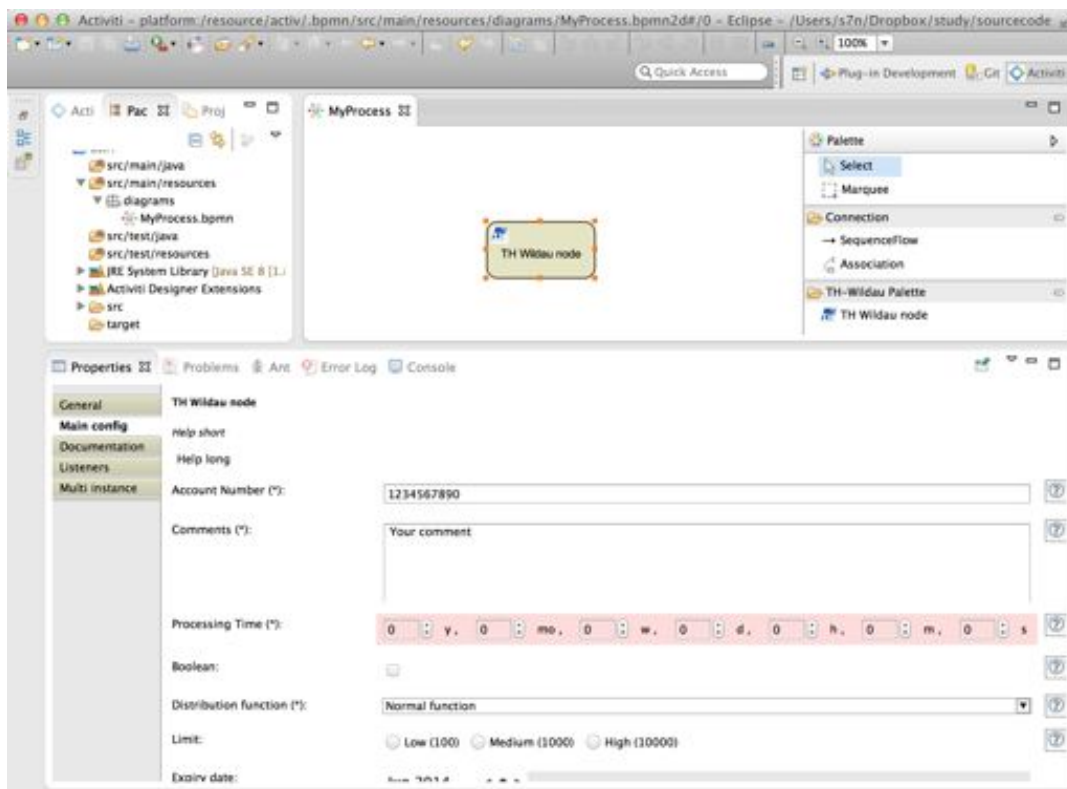 Activiti - platform:/resource/activ/.bpmn/src/main/resources/diagrams/MyProcess.bpmn2d#/0 - Eclipse - /Users/s7n/Dropbox/study/sourcecode
100%
Quick Access
Plug-in Development
Git
Activiti
Acti
Pac
Proj
MyProcess
src/main/java
src/main/resources
diagrams
MyProcess.bpmn
src/test/java
src/test/resources
JRE System Library [Java SE 8 [1.
Activiti Designer Extensions
src
target
TH Wildau node
Palette
Select
Marquee
Connection
SequenceFlow
Association
TH-Wildau Palette
TH Wildau node
Properties
Problems
Ant
Error Log
Console
General
Main config
Documentation
Listeners
Multi instance
TH Wildau node
Help short
Help long
Account Number (*): 1234567890
Comments (*): Your comment
Processing Time (*): 0 y, 0 mo, 0 w, 0 d, 0 h, 0 m, 0 s
Boolean:
Distribution function (*): Normal function
Limit: Low (100) Medium (1000) High (10000)
Expiry date: Jun 2014